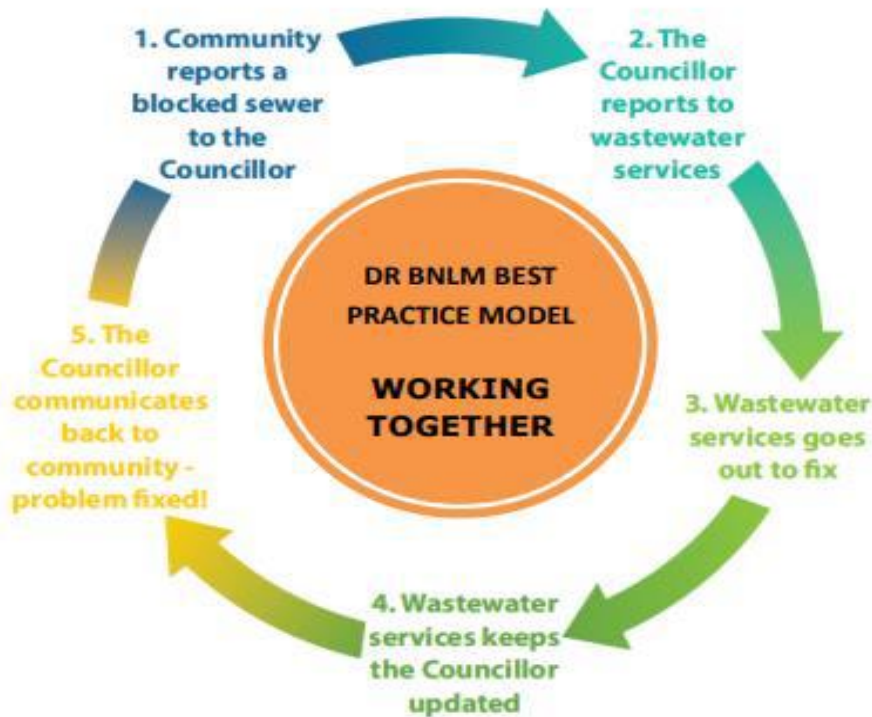 1. Community
reports a
blocked sewer
to the
Councillor
2. The
Councillor
reports to
wastewater
services
DR BNLM BEST
PRACTICE MODEL
WORKING
TOGETHER
3. Wastewater
services goes
out to fix
4. Wastewater
services keeps
the Councillor
updated
5. The
Councillor
communicates
back to
community -
problem fixed!